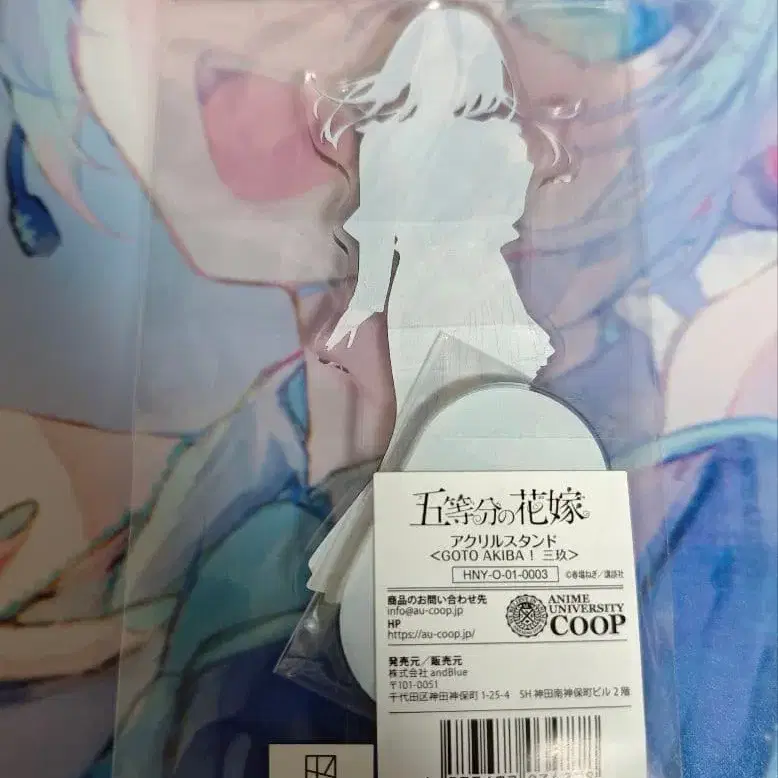 五等分の花嫁
アクリルスタンド
＜GOTO AKIBA！ 三玖＞
HNY-O-01-0003 ©春場ねぎ／講談社
商品のお問い合わせ先
info@au-coop.jp
HP
https://au-coop.jp/
ANIME
UNIVERSITY
COOP
発売元／販売元
株式会社 andBlue
〒101-0051
千代田区神田神保町 1-25-4 SH 神田南神保町ビル 2 階